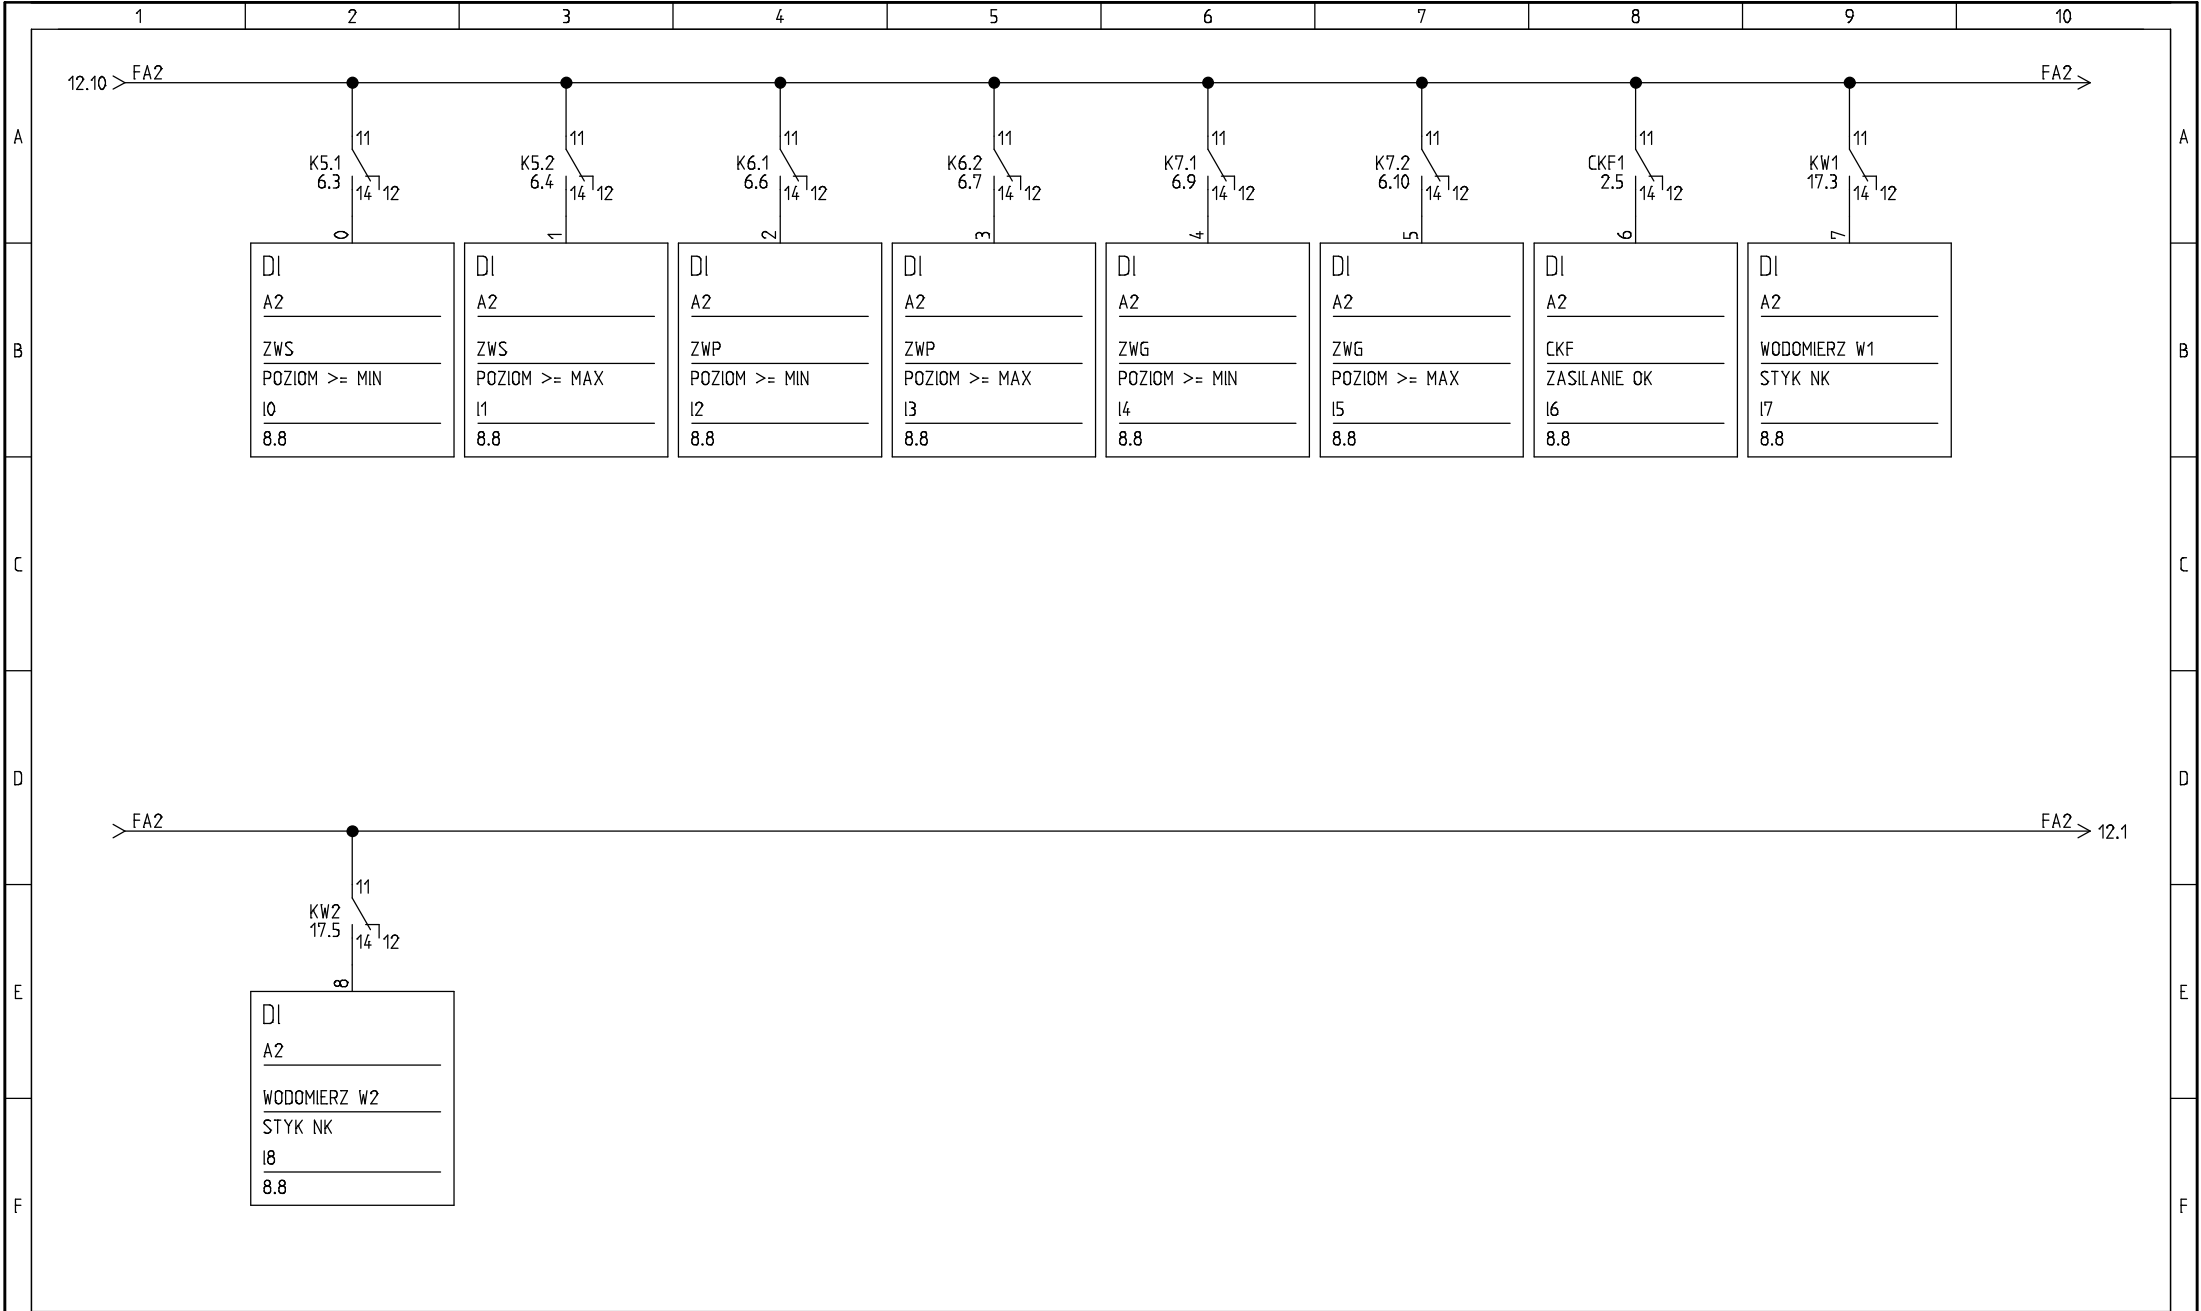 1 2 3 4 5 6 7 8 9 10
12.10 FA2 FA2
A 11 11 11 11 11 11 11 11 A
K5.1 K5.2 K6.1 K6.2 K7.1 K7.2 CKF1 KW1
6.3 6.4 6.6 6.7 6.9 6.10 2.5 17.3
14 12 14 12 14 12 14 12 14 12 14 12 14 12 14 12
0 1 2 3 4 5 6 7
DI DI DI DI DI DI DI DI
A2 A2 A2 A2 A2 A2 A2 A2
B ZWS ZWS ZWP ZWP ZWG ZWG CKF WODOMIERZ W1 B
POZIOM >= MIN POZIOM >= MAX POZIOM >= MIN POZIOM >= MAX POZIOM >= MIN POZIOM >= MAX ZASILANIE OK STYK NK
I0 I1 I2 I3 I4 I5 I6 I7
8.8 8.8 8.8 8.8 8.8 8.8 8.8 8.8
C C
D D
FA2 FA2 12.1
11
KW2
17.5
14 12
8
E E
DI
A2
WODOMIERZ W2
STYK NK
I8
8.8
F F